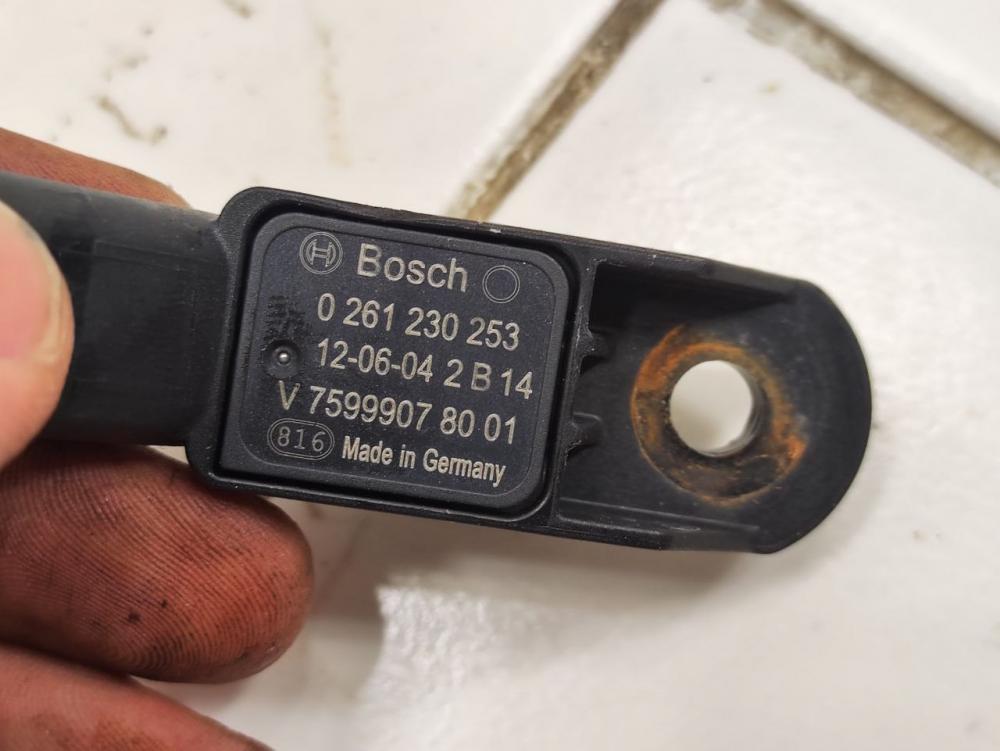 Bosch
0 261 230 253
12-06-04 2 B 14
V 7599907 80 01
816 Made in Germany